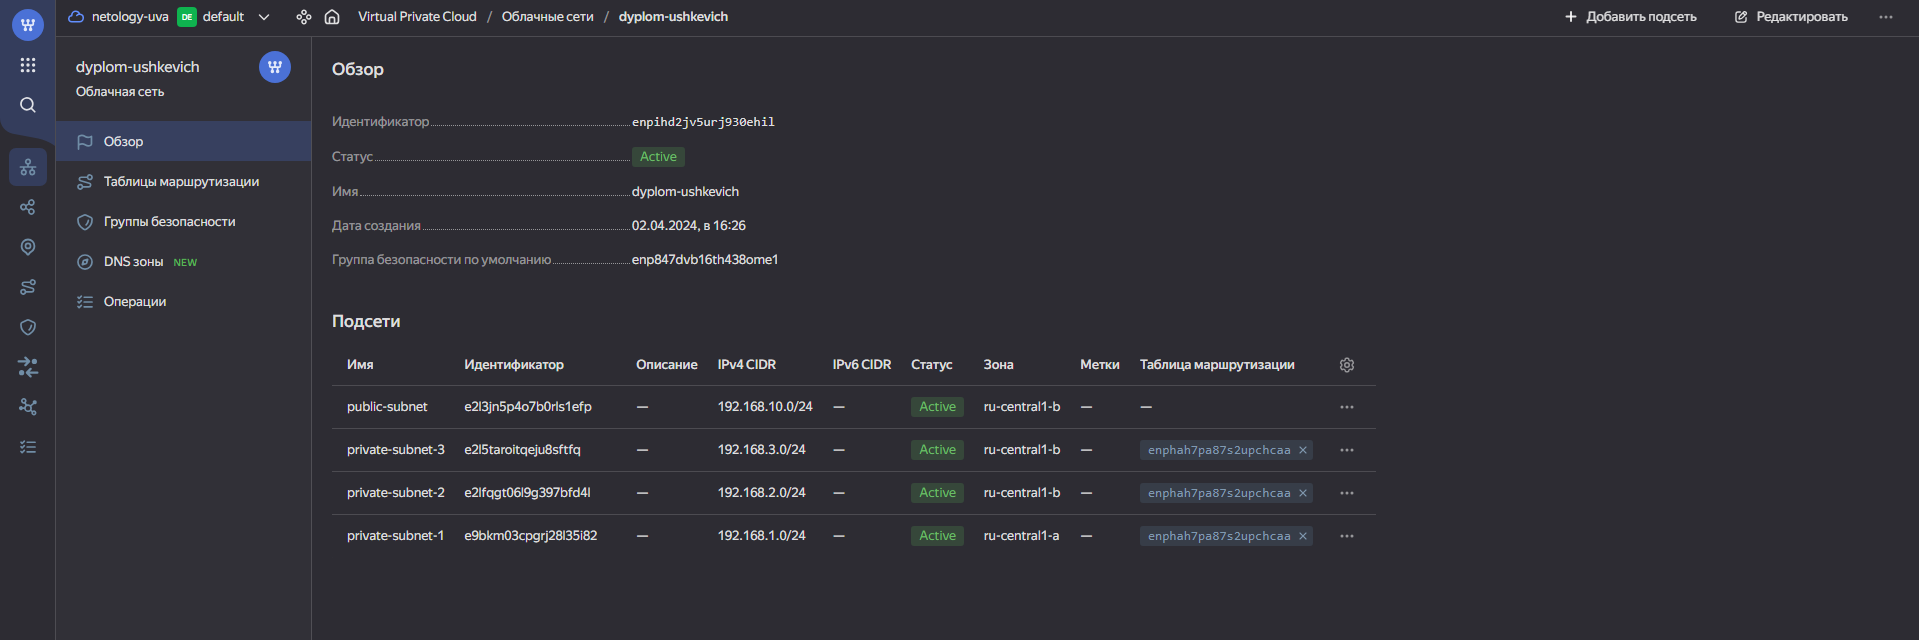 netology-uva DE default Virtual Private Cloud / Облачные сети / dyplom-ushkevich Добавить подсеть Редактировать
dyplom-ushkevich
Облачная сеть
Обзор
Таблицы маршрутизации
Группы безопасности
DNS зоны NEW
Операции
Обзор
Идентификатор enpihd2jv5urj930ehil
Статус Active
Имя dyplom-ushkevich
Дата создания 02.04.2024, в 16:26
Группа безопасности по умолчанию enp847dvb16th438ome1
Подсети
Имя Идентификатор Описание IPv4 CIDR IPv6 CIDR Статус Зона Метки Таблица маршрутизации
public-subnet e2l3jn5p4o7b0rls1efp — 192.168.10.0/24 — Active ru-central1-b — —
private-subnet-3 e2l5taroitqeju8sftfq — 192.168.3.0/24 — Active ru-central1-b — enphah7pa87s2upchcaa
private-subnet-2 e2lfqgt06l9g397bfd4l — 192.168.2.0/24 — Active ru-central1-b — enphah7pa87s2upchcaa
private-subnet-1 e9bkm03cpgrj28l35i82 — 192.168.1.0/24 — Active ru-central1-a — enphah7pa87s2upchcaa